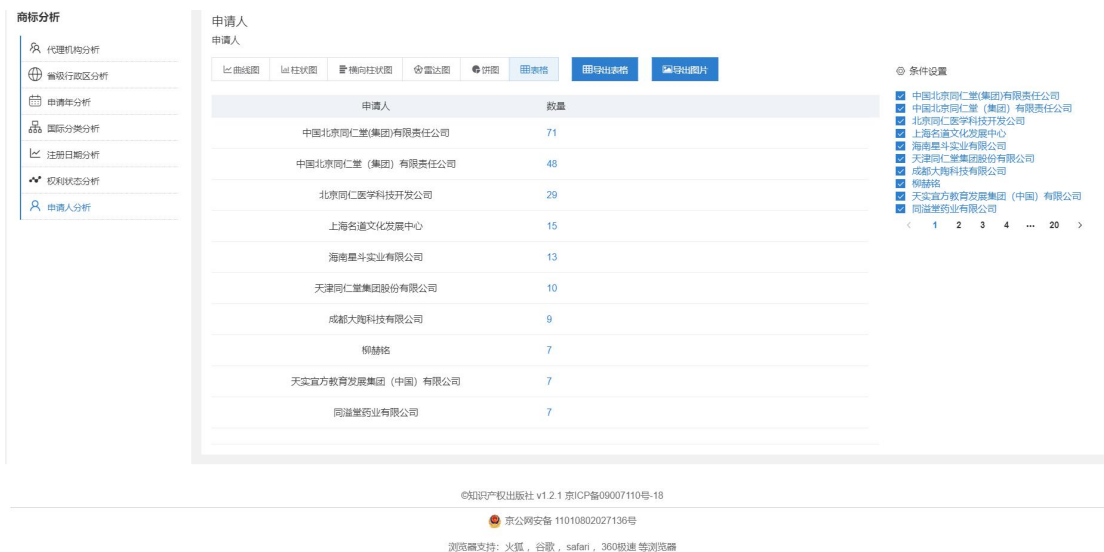 商标分析
代理机构分析
省级行政区分析
申请年分析
国际分类分析
注册日期分析
权利状态分析
申请人分析
申请人
申请人
曲线图 柱状图 横向柱状图 雷达图 饼图 表格 导出表格 导出图片
申请人 数量
中国北京同仁堂(集团)有限责任公司 71
中国北京同仁堂（集团）有限责任公司 48
北京同仁医学科技开发公司 29
上海名道文化发展中心 15
海南星斗实业有限公司 13
天津同仁堂集团股份有限公司 10
成都大陶科技有限公司 9
柳赫铭 7
天实宜方教育发展集团（中国）有限公司 7
同溢堂药业有限公司 7
条件设置
中国北京同仁堂(集团)有限责任公司
中国北京同仁堂（集团）有限责任公司
北京同仁医学科技开发公司
上海名道文化发展中心
海南星斗实业有限公司
天津同仁堂集团股份有限公司
成都大陶科技有限公司
柳赫铭
天实宜方教育发展集团（中国）有限公司
同溢堂药业有限公司
< 1 2 3 4 ··· 20 >
©知识产权出版社 v1.2.1 京ICP备09007110号-18
京公网安备 11010802027136号
浏览器支持：火狐，谷歌，safari，360极速 等浏览器